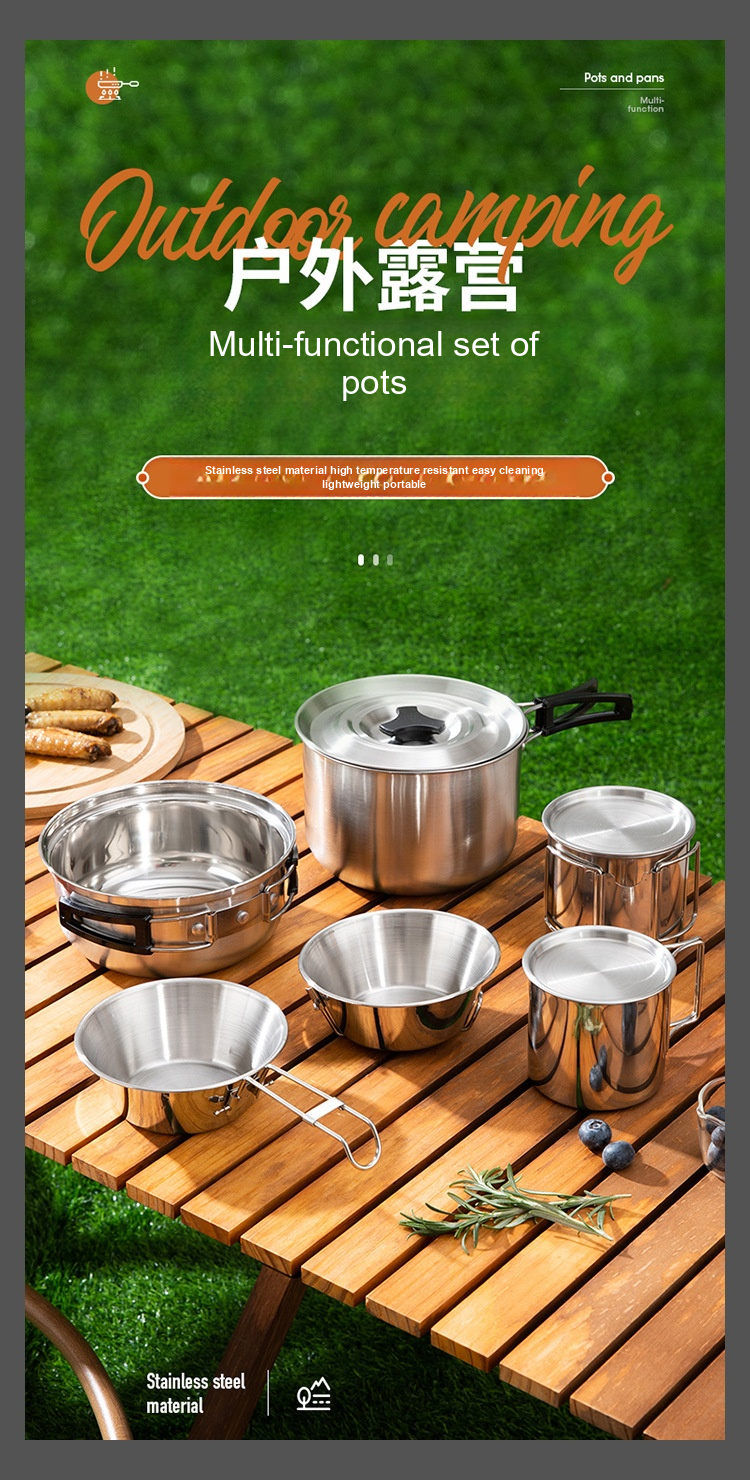 Pots and pans
Multi-
function
Outdoor camping
户外露营
Multi-functional set of
pots
Stainless steel material high temperature resistant easy cleaning
lightweight portable
Stainless steel
material